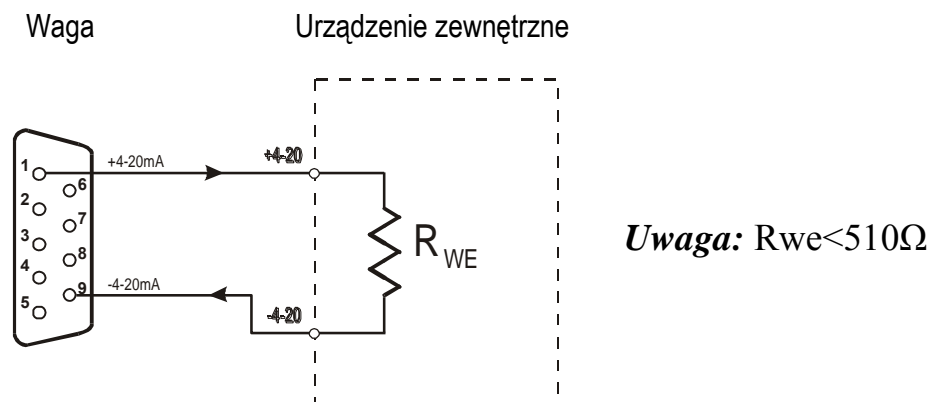 Waga
Urządzenie zewnętrzne
1
+4-20mA
+4-20
6
2
7
3
RWE
Uwaga: Rwe<510Ω
8
4
9
-4-20mA
-4-20
5